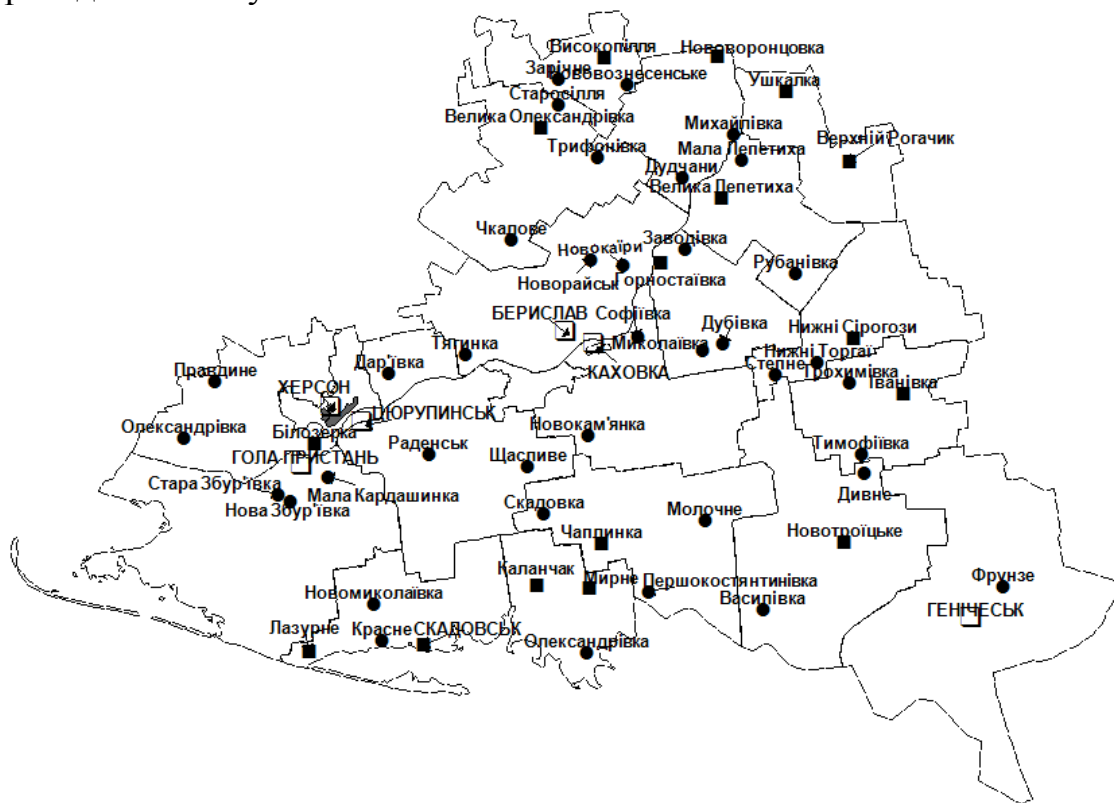 Високопілля
Нововоронцовка
Зарічне
Нововознесенське
Ушкалка
Старосілля
Велика Олександрівка
Михайлівка
Верхній Рогачик
Трифонівка
Мала Лепетиха
Дудчани
Велика Лепетиха
Чкалове
Новокаїри
Заводівка
Рубанівка
Новорайськ
Горностаївка
БЕРИСЛАВ
Софіївка
Дубівка
Нижні Сірогози
Тягинка
Миколаївка
Нижні Торгаї
Дар'ївка
КАХОВКА
Степне
Правдине
Трохимівка
Іванівка
ХЕРСОН
ЦЮРУПИНСЬК
Олександрівка
Білозерка
Раденськ
Новокам'янка
Тимофіївка
ГОЛА ПРИСТАНЬ
Щасливе
Стара Збур'ївка
Мала Кардашинка
Дивне
Нова Збур'ївка
Скадовка
Молочне
Чаплинка
Новотроїцьке
Каланчак
Мирне
Першокостянтинівка
Фрунзе
Новомиколаївка
Василівка
ГЕНІЧЕСЬК
Лазурне
Красне
СКАДОВСЬК
Олександрівка